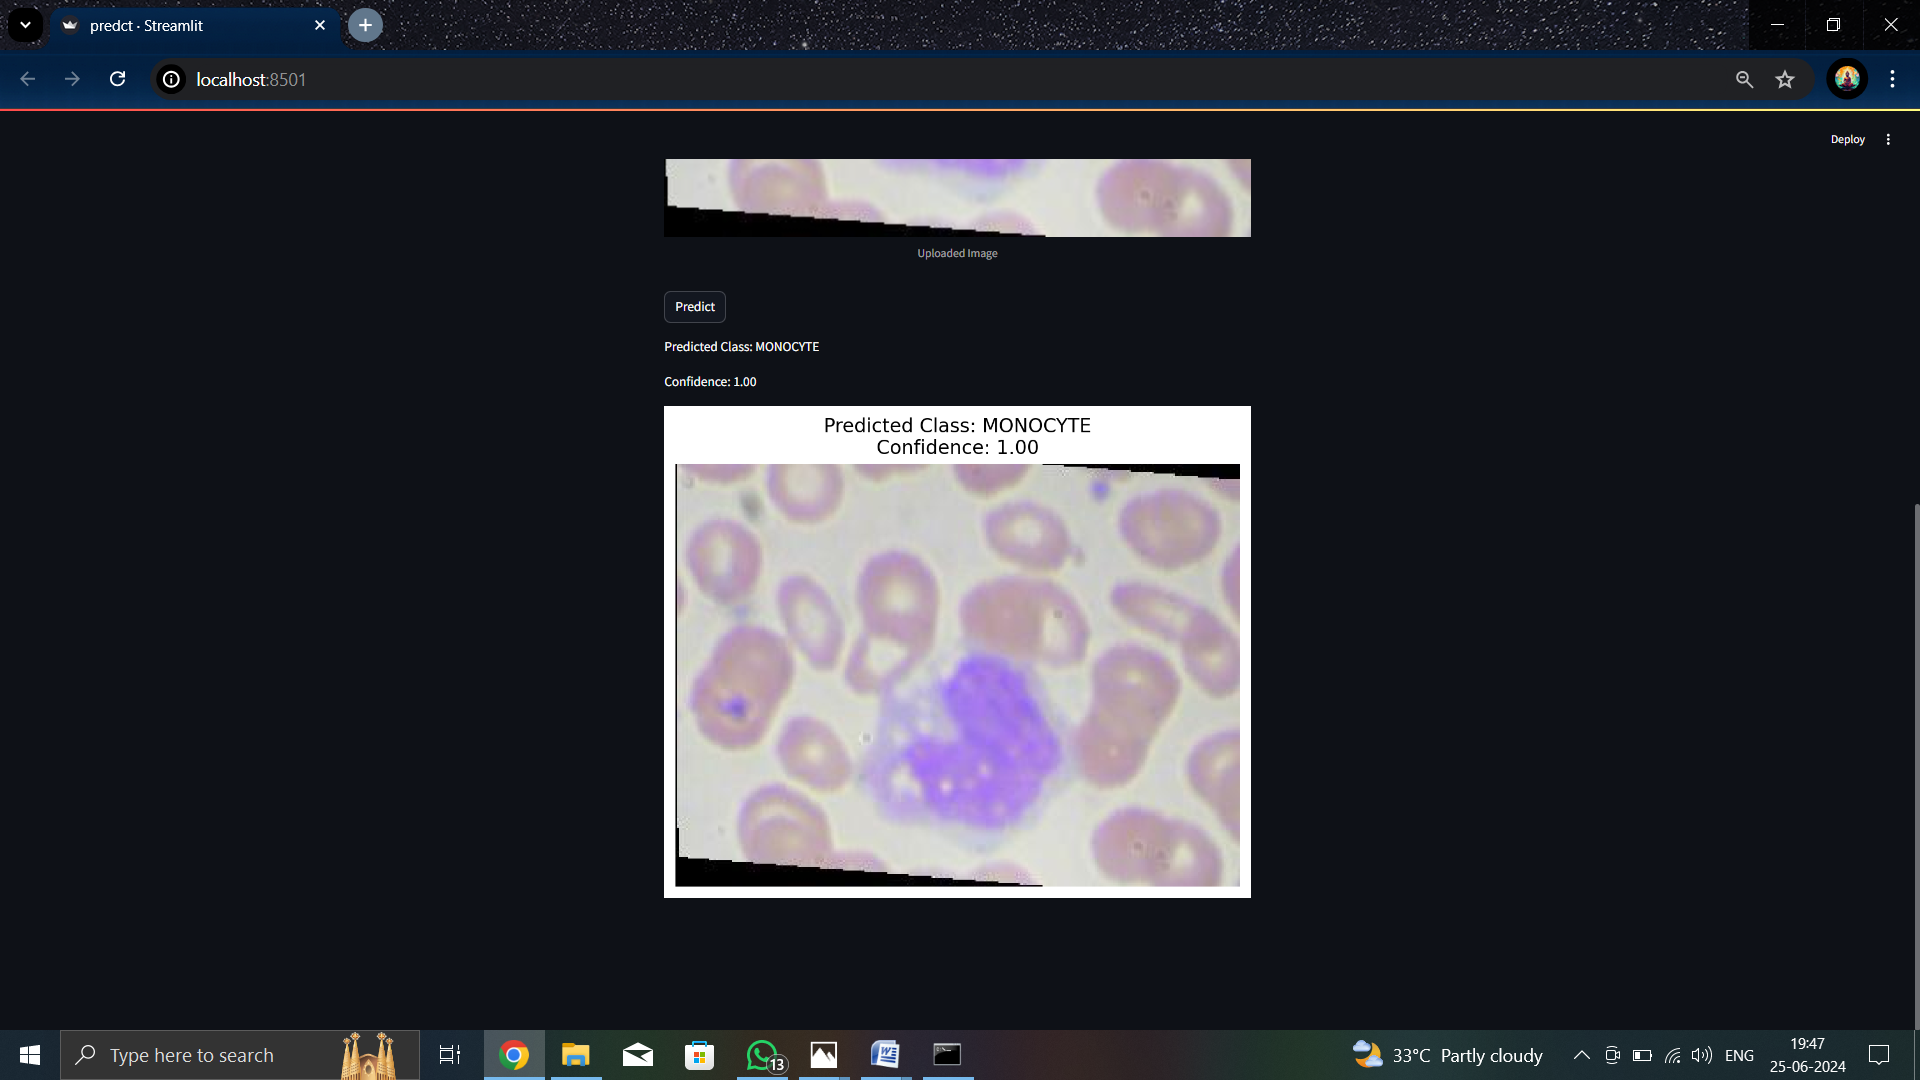 predct · Streamlit
localhost:8501
Deploy
Uploaded Image
Predict
Predicted Class: MONOCYTE
Confidence: 1.00
Predicted Class: MONOCYTE
Confidence: 1.00
Type here to search
13
33°C Partly cloudy
ENG
19:47
25-06-2024